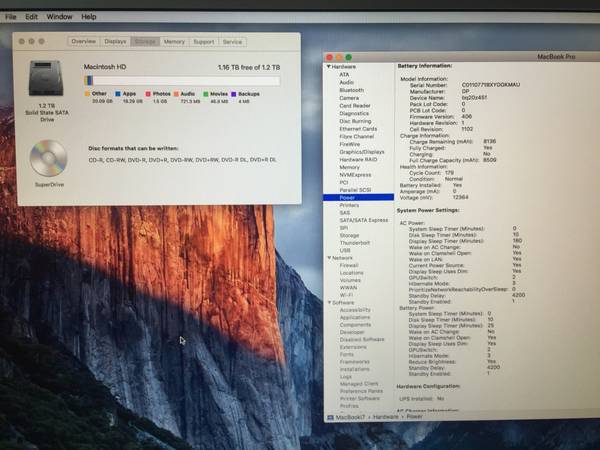 File Edit Window Help
Overview Displays Storage Memory Support Service
Macintosh HD
1.16 TB free of 1.2 TB
Other
Apps
Photos
Audio
Movies
Backups
20.09 GB
18.29 GB
1.5 GB
721.3 MB
46.8 MB
4 MB
1.2 TB
Solid State SATA
Drive
Disc formats that can be written:
CD-R, CD-RW, DVD-R, DVD+R, DVD-RW, DVD+RW, DVD-R DL, DVD+R DL
SuperDrive
MacBook Pro
Hardware
ATA
Audio
Bluetooth
Camera
Card Reader
Diagnostics
Disc Burning
Ethernet Cards
Fibre Channel
FireWire
Graphics/Displays
Hardware RAID
Memory
NVMExpress
PCI
Parallel SCSI
Power
Printers
SAS
SATA/SATA Express
SPI
Storage
Thunderbolt
USB
Network
Firewall
Locations
Volumes
WWAN
Wi-Fi
Software
Accessibility
Applications
Components
Developer
Disabled Software
Extensions
Fonts
Frameworks
Installations
Logs
Managed Client
Preference Panes
Printer Software
Profiles
Battery Information:
Model Information:
Serial Number:
Manufacturer: DP
Device Name: bq20z451
Pack Lot Code: 0
PCB Lot Code: 0
Firmware Version: 406
Hardware Revision: 1
Cell Revision: 1102
Charge Information:
Charge Remaining (mAh): 8136
Fully Charged: Yes
Charging: No
Full Charge Capacity (mAh): 8509
Health Information:
Cycle Count: 179
Condition: Normal
Battery Installed: Yes
Amperage (mA): 0
Voltage (mV): 12364
System Power Settings:
AC Power:
System Sleep Timer (Minutes): 0
Disk Sleep Timer (Minutes): 10
Display Sleep Timer (Minutes): 180
Wake on AC Change: No
Wake on Clamshell Open: Yes
Wake on LAN: Yes
Current Power Source: Yes
Display Sleep Uses Dim: Yes
GPUSwitch: 2
Hibernate Mode: 3
PrioritizeNetworkReachabilityOverSleep: 0
Standby Delay: 4200
Standby Enabled: 1
Battery Power:
System Sleep Timer (Minutes): 0
Disk Sleep Timer (Minutes): 10
Display Sleep Timer (Minutes): 25
Wake on AC Change: No
Wake on Clamshell Open: Yes
Display Sleep Uses Dim: Yes
GPUSwitch: 2
Hibernate Mode: 3
Reduce Brightness: Yes
Standby Delay: 4200
Standby Enabled: 1
Hardware Configuration:
UPS Installed: No
AC Charger Information:
MacBooki7 › Hardware › Power